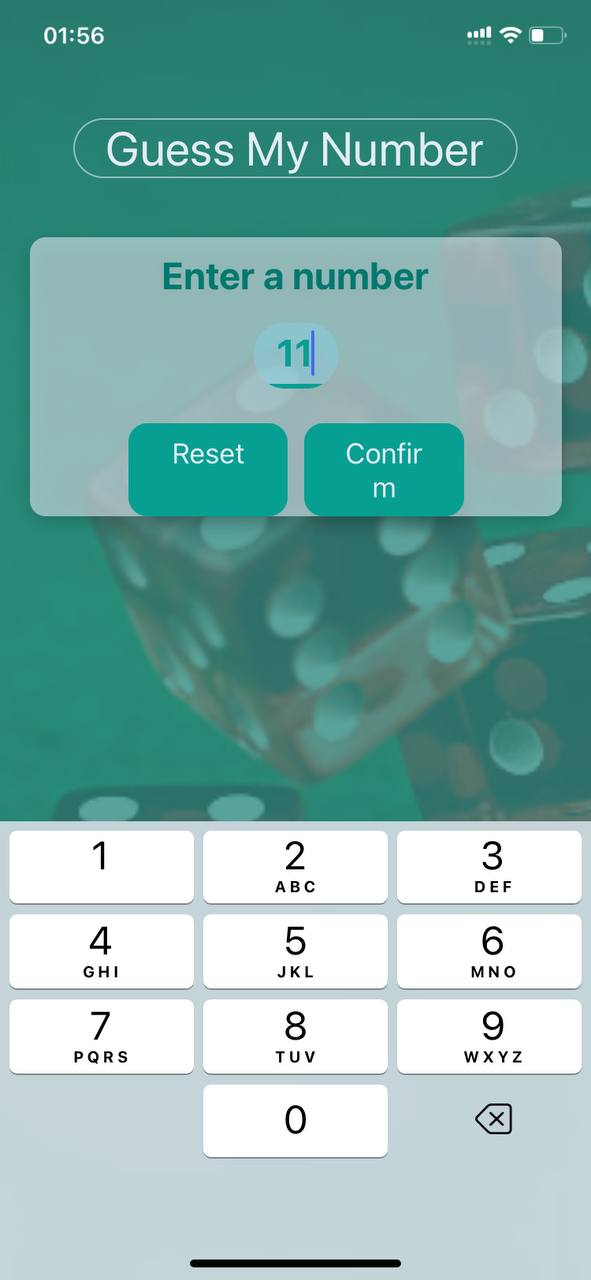 01:56
Guess My Number
Enter a number
11
Reset
Confir
m
1
2
3
ABC
DEF
4
5
6
GHI
JKL
MNO
7
8
9
PQRS
TUV
WXYZ
0